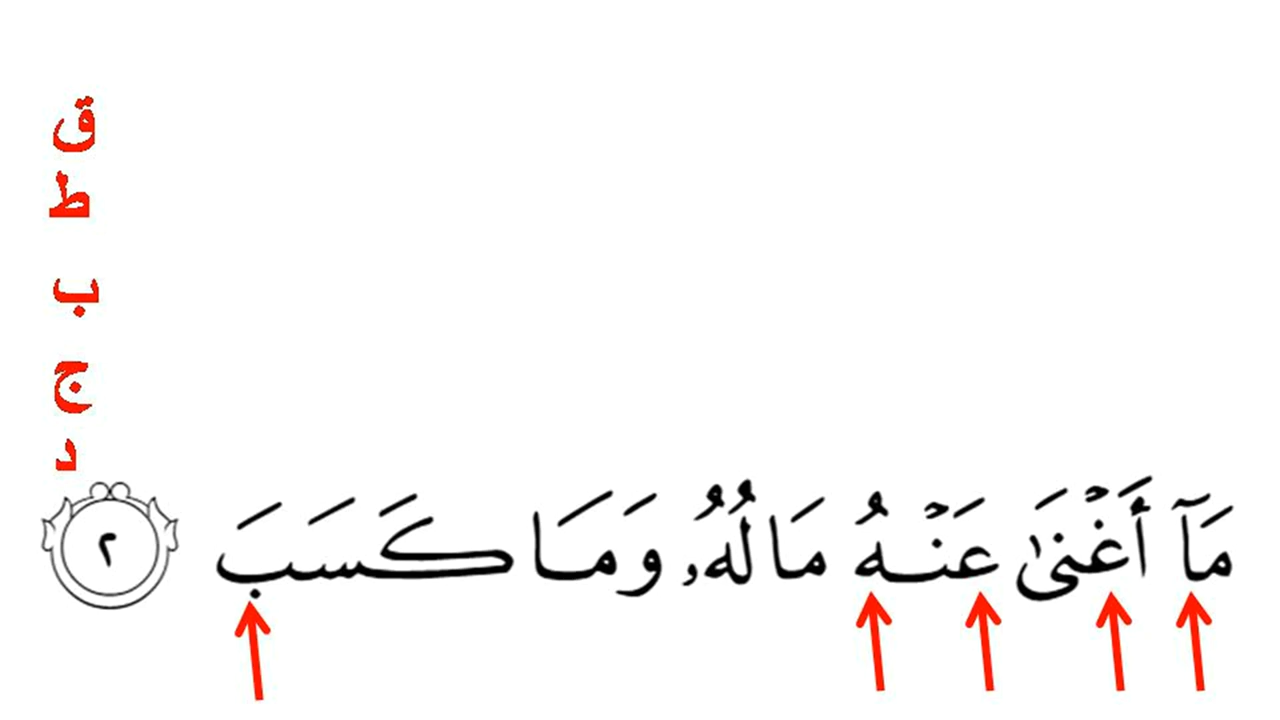 ق
ط
ب
ج
د
مَآ أَغْنَىٰ عَنْهُ مَالُهُۥ وَمَا كَسَبَ ٢